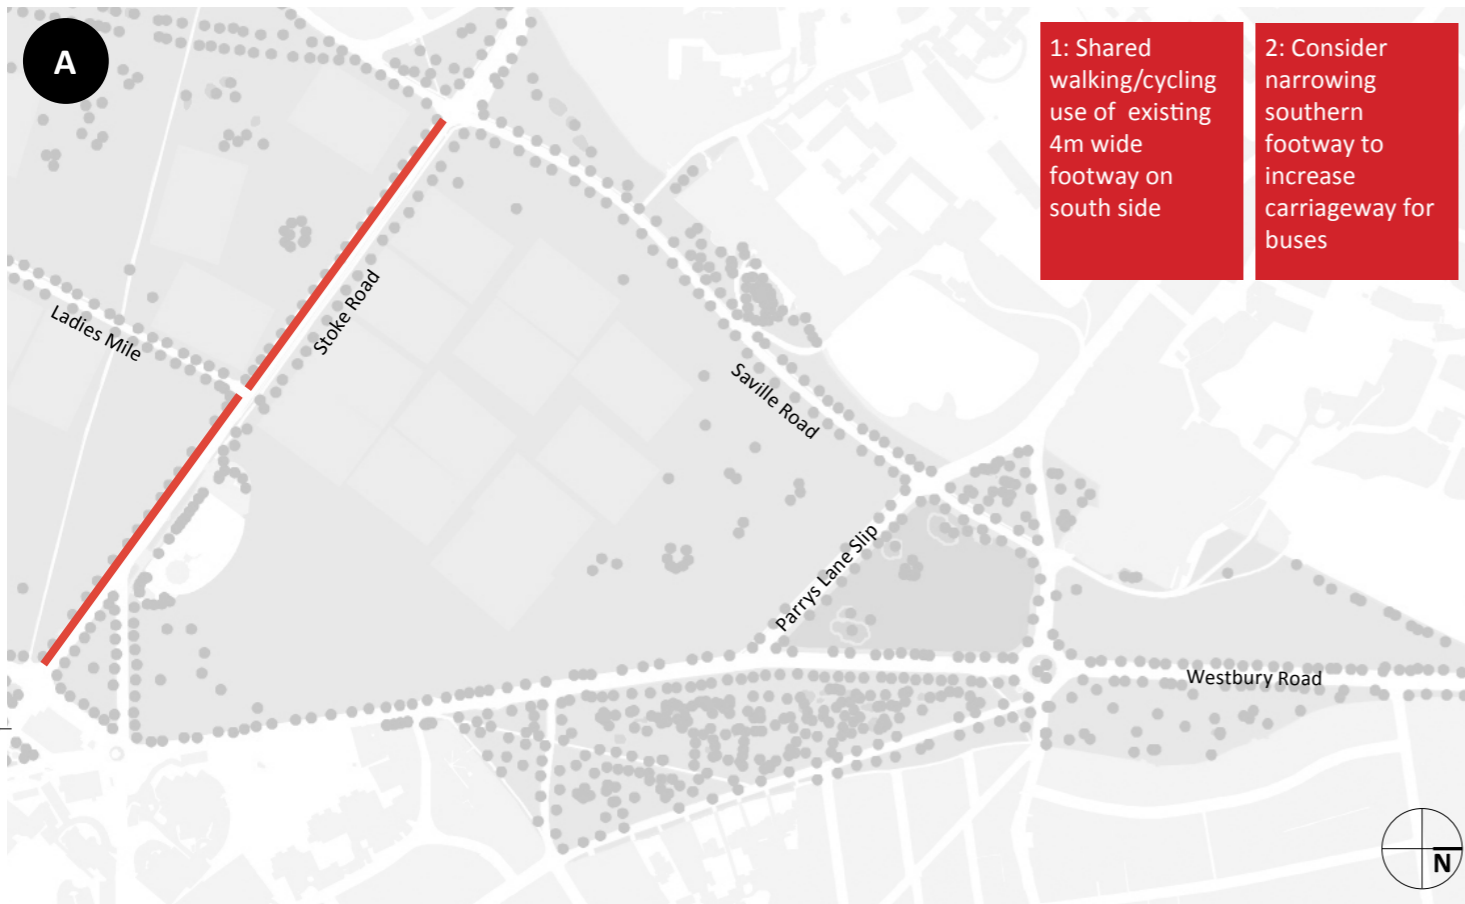 A
1: Shared
walking/cycling
use of existing
4m wide
footway on
south side
2: Consider
narrowing
southern
footway to
increase
carriageway for
buses
Stoke Road
Ladies Mile
Saville Road
Parrys Lane Slip
Westbury Road
N